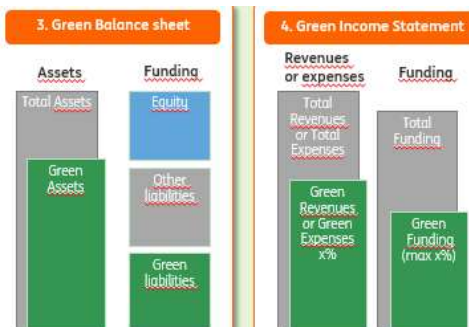 3. Green Balance sheet
Assets
Funding
Total Assets
Green
Assets
Equity
Other
liabilities
Green
liabilities
4. Green Income Statement
Revenues
or expenses
Funding
Total
Revenues
or Total
Expenses
Green
Revenues
or Green
Expenses
x%
Total
Funding
Green
Funding
(max x%)